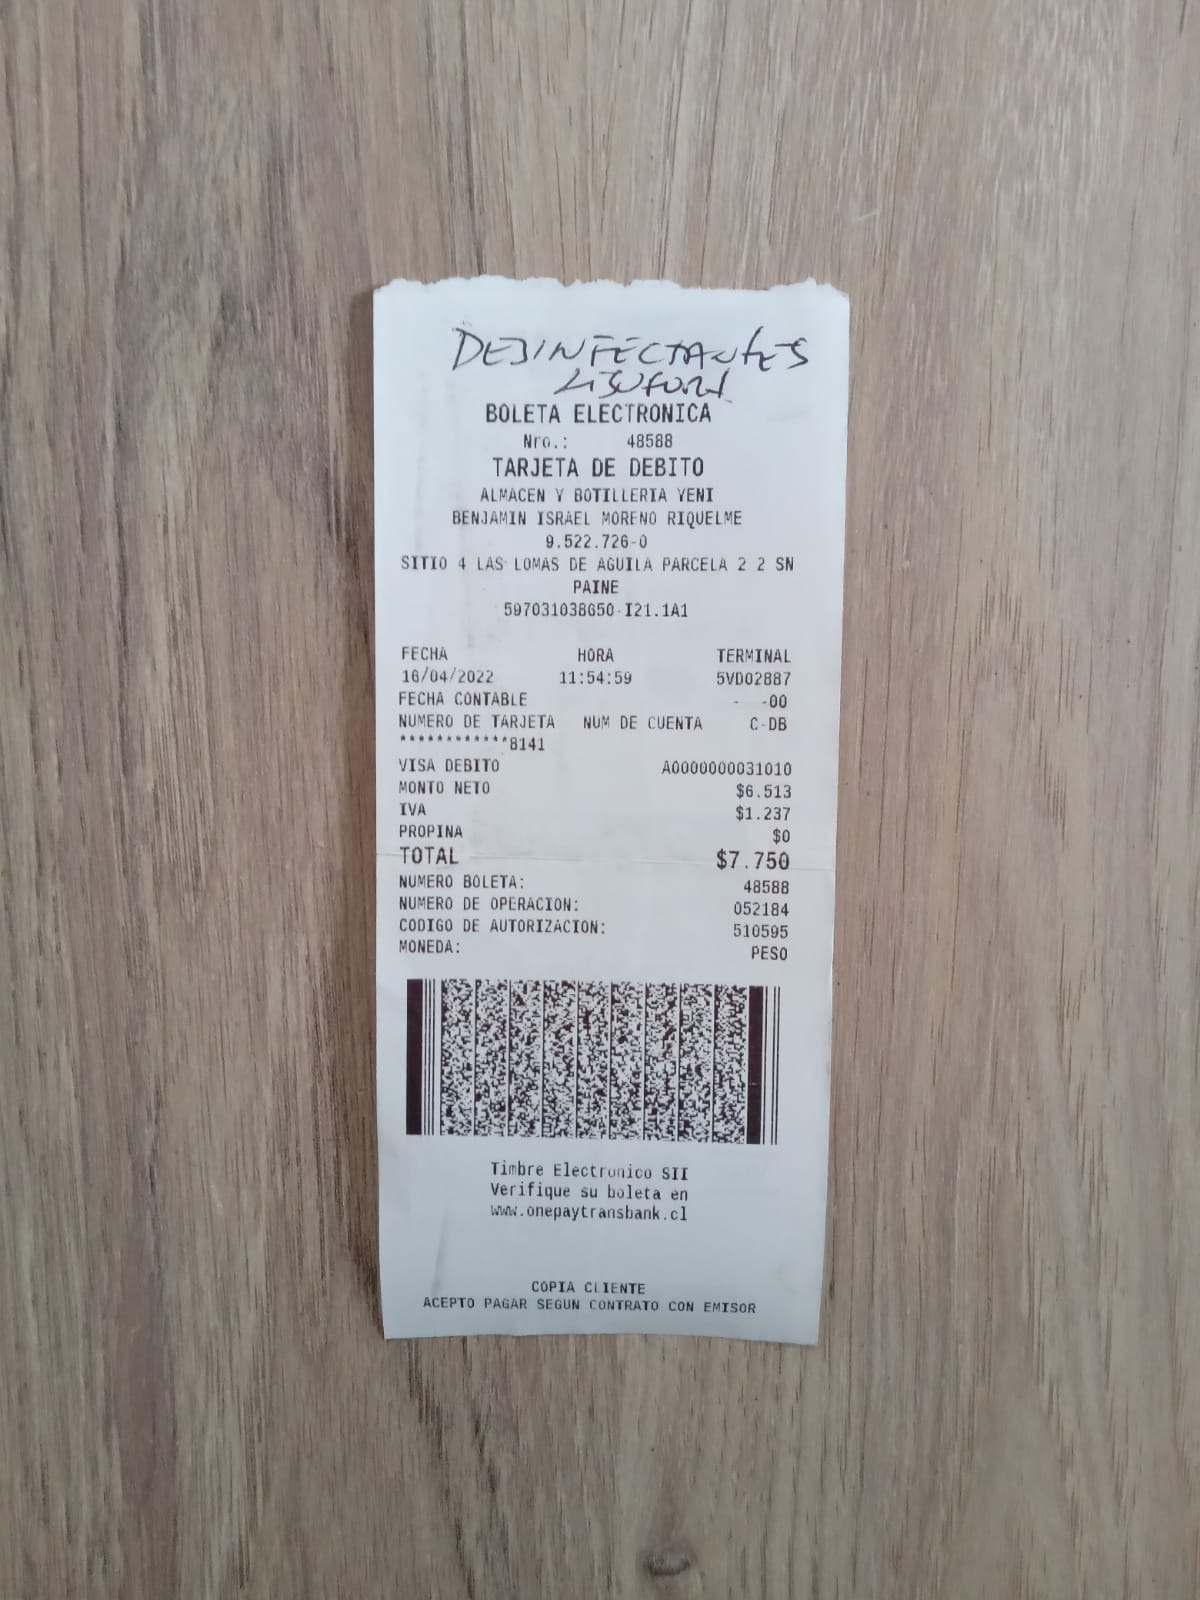 DESINFECTANTES
LISOFORM
BOLETA ELECTRONICA
Nro.: 48588
TARJETA DE DEBITO
ALMACEN Y BOTILLERIA YENI
BENJAMIN ISRAEL MORENO RIQUELME
9.522.726-0
SITIO 4 LAS LOMAS DE AGUILA PARCELA 2 2 SN
PAINE
597031038650-I21.1A1
FECHA HORA TERMINAL
16/04/2022 11:54:59 5VD02887
FECHA CONTABLE - -00
NUMERO DE TARJETA NUM DE CUENTA C-DB
************8141
VISA DEBITO A0000000031010
MONTO NETO $6.513
IVA $1.237
PROPINA $0
TOTAL $7.750
NUMERO BOLETA: 48588
NUMERO DE OPERACION: 052184
CODIGO DE AUTORIZACION: 510595
MONEDA: PESO
Timbre Electronico SII
Verifique su boleta en
www.onepaytransbank.cl
COPIA CLIENTE
ACEPTO PAGAR SEGUN CONTRATO CON EMISOR